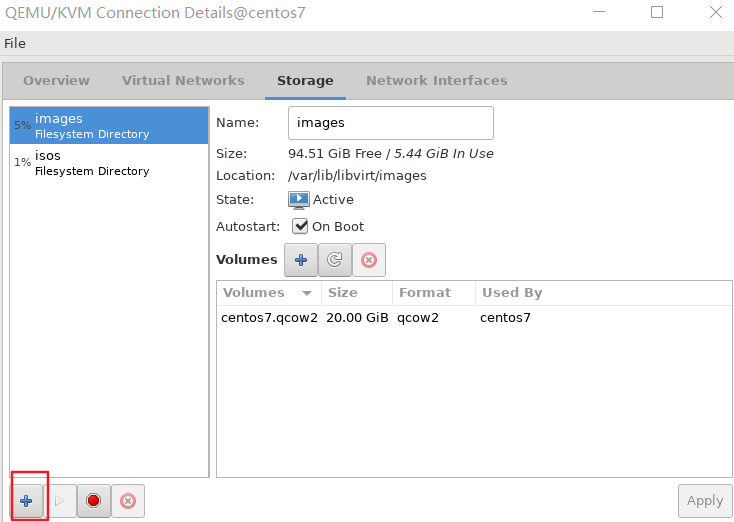 QEMU/KVM Connection Details@centos7
File
Overview Virtual Networks Storage Network Interfaces
5% images
Filesystem Directory
1% isos
Filesystem Directory
Name: images
Size: 94.51 GiB Free / 5.44 GiB In Use
Location: /var/lib/libvirt/images
State: Active
Autostart: On Boot
Volumes
Volumes Size Format Used By
centos7.qcow2 20.00 GiB qcow2 centos7
Apply